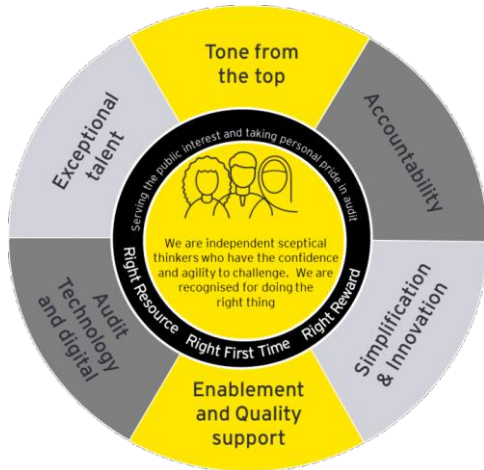 Tone from
the top
Accountability
Simplification
& Innovation
Enablement
and Quality
support
Audit
Technology
and digital
Exceptional
talent
Serving the public interest and taking personal pride in audit
We are independent sceptical
thinkers who have the confidence
and agility to challenge. We are
recognised for doing the
right thing
Right Resource
Right First Time
Right Reward